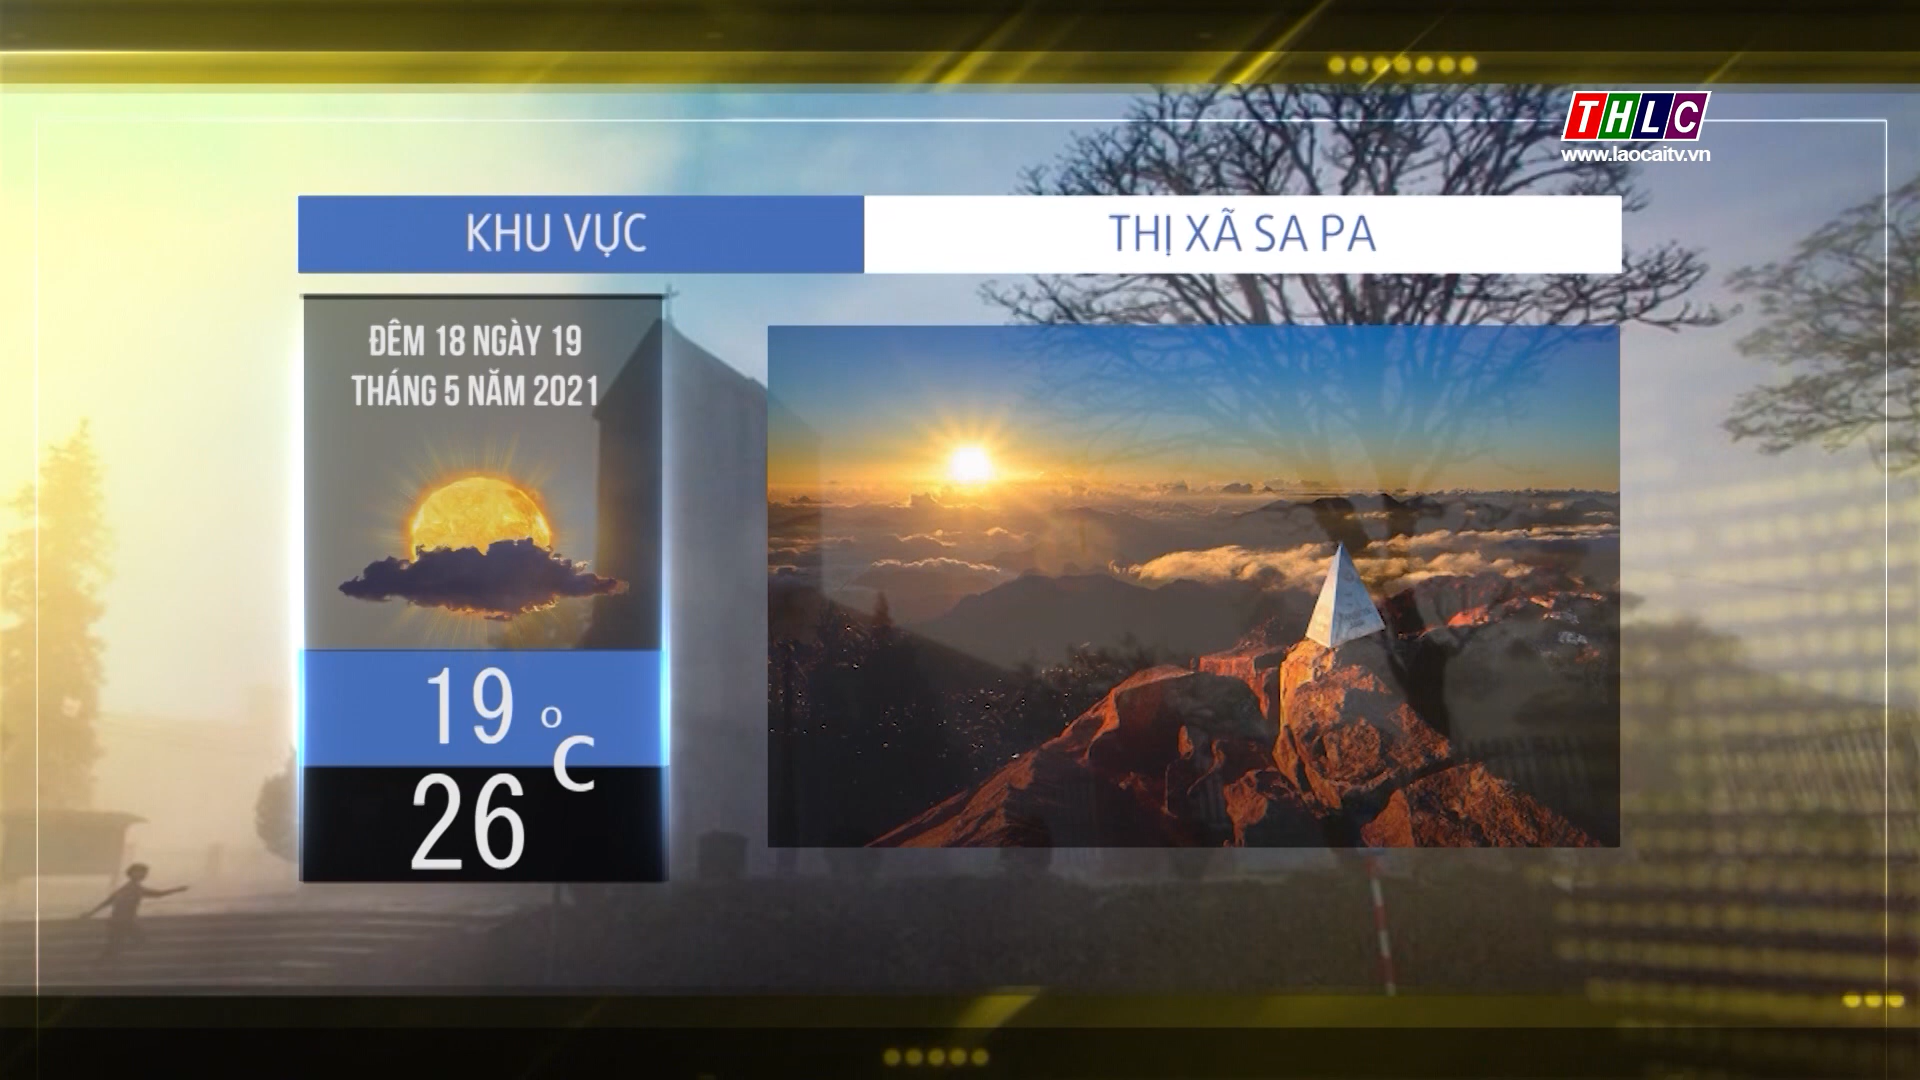 THLC
www.laocaitv.vn
KHU VỰC
THỊ XÃ SA PA
ĐÊM 18 NGÀY 19
THÁNG 5 NĂM 2021
19
°C
26